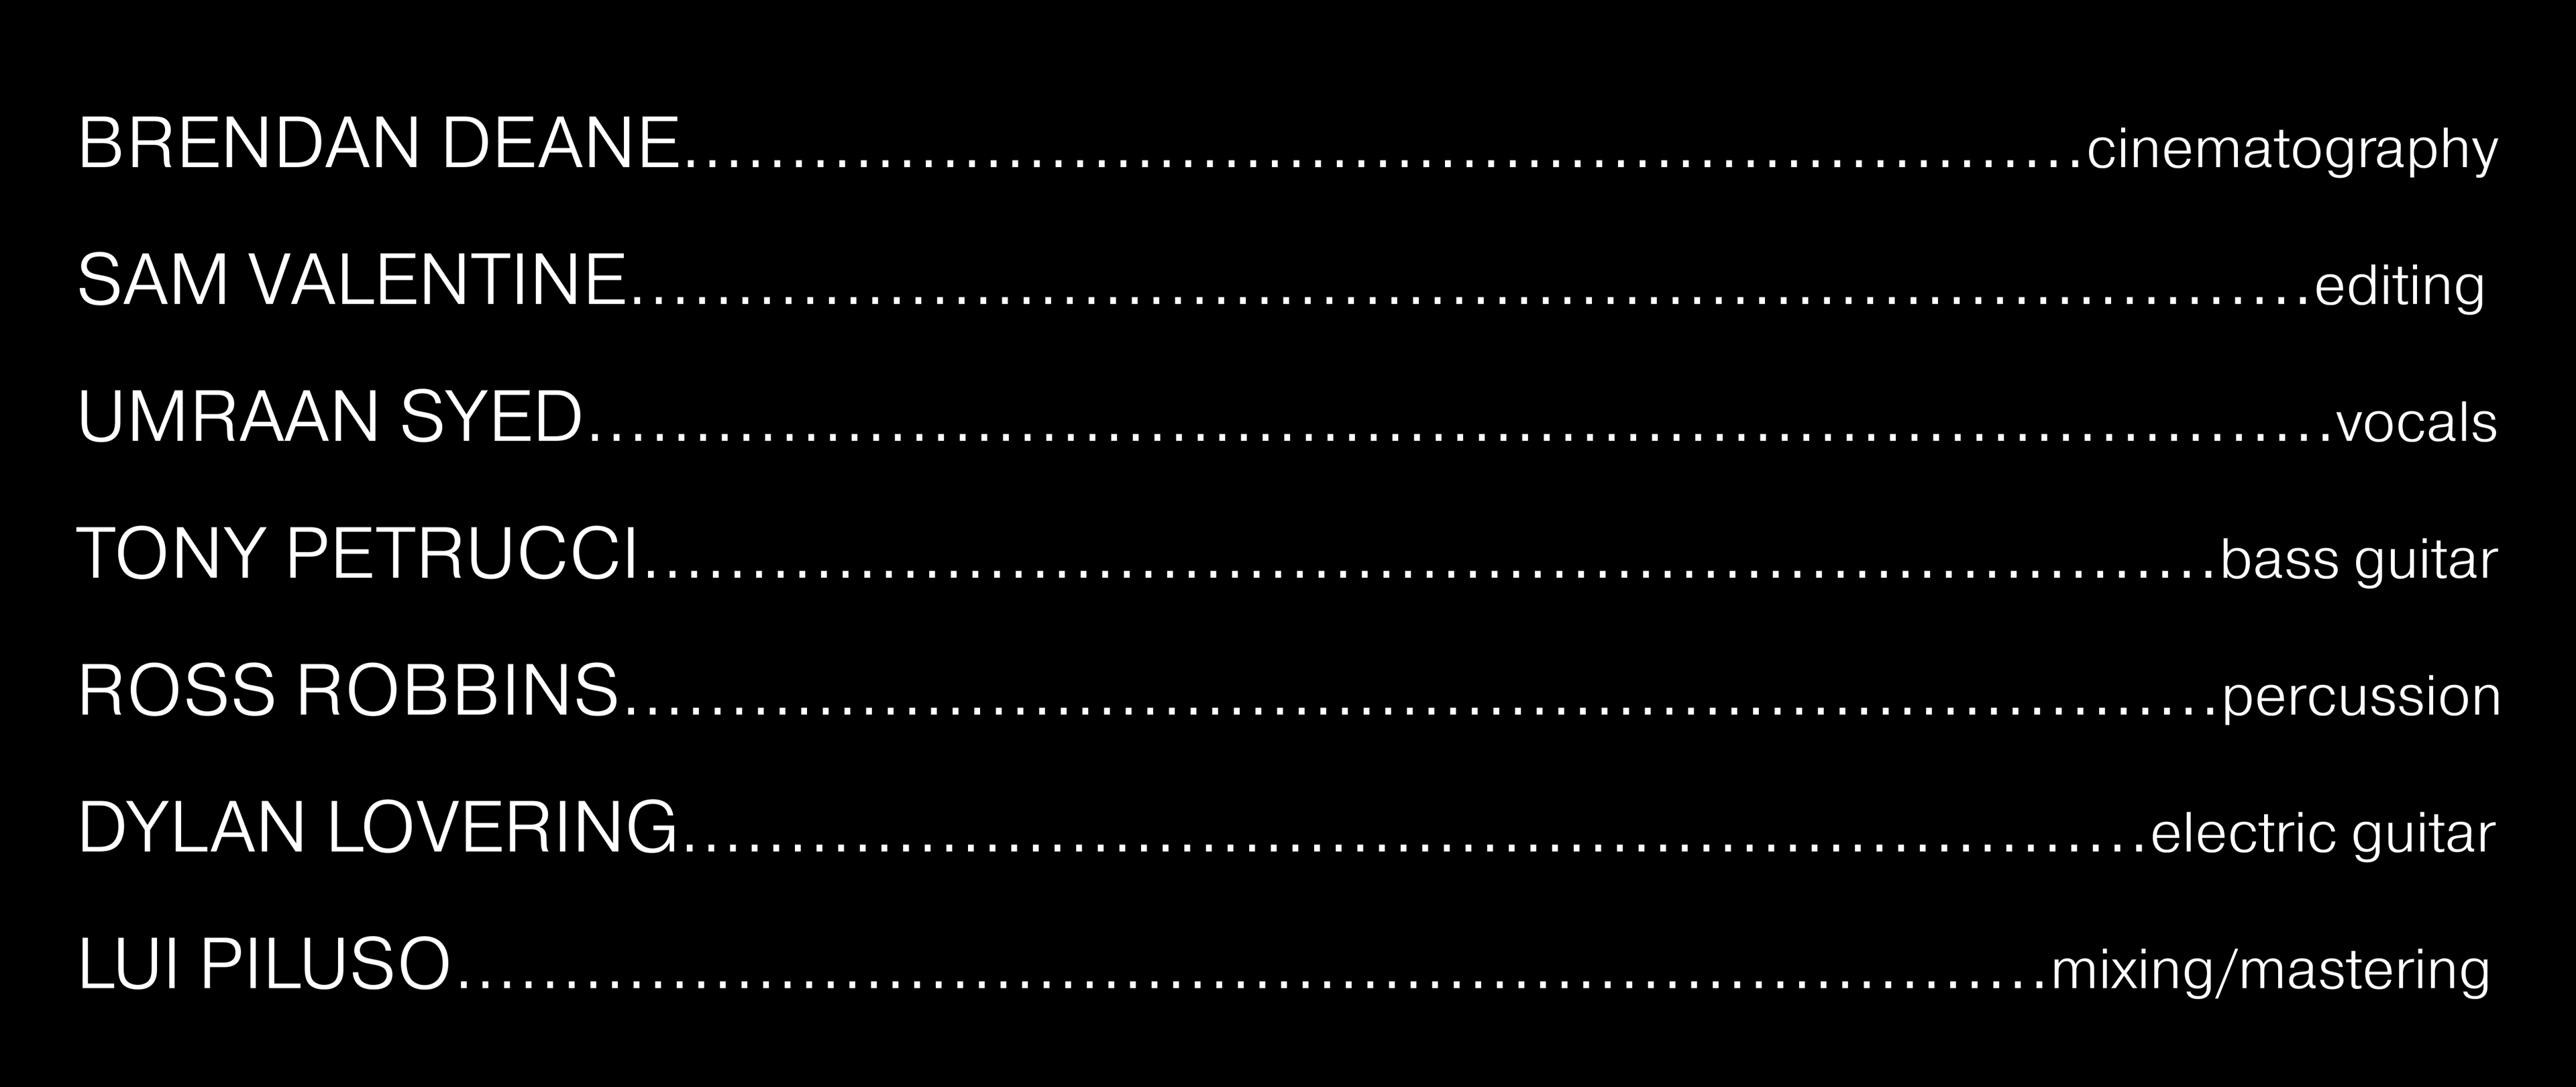 BRENDAN DEANE.................................................................cinematography
SAM VALENTINE..............................................................................editing
UMRAAN SYED.................................................................................vocals
TONY PETRUCCI.........................................................................bass guitar
ROSS ROBBINS..........................................................................percussion
DYLAN LOVERING....................................................................electric guitar
LUI PILUSO..........................................................................mixing/mastering